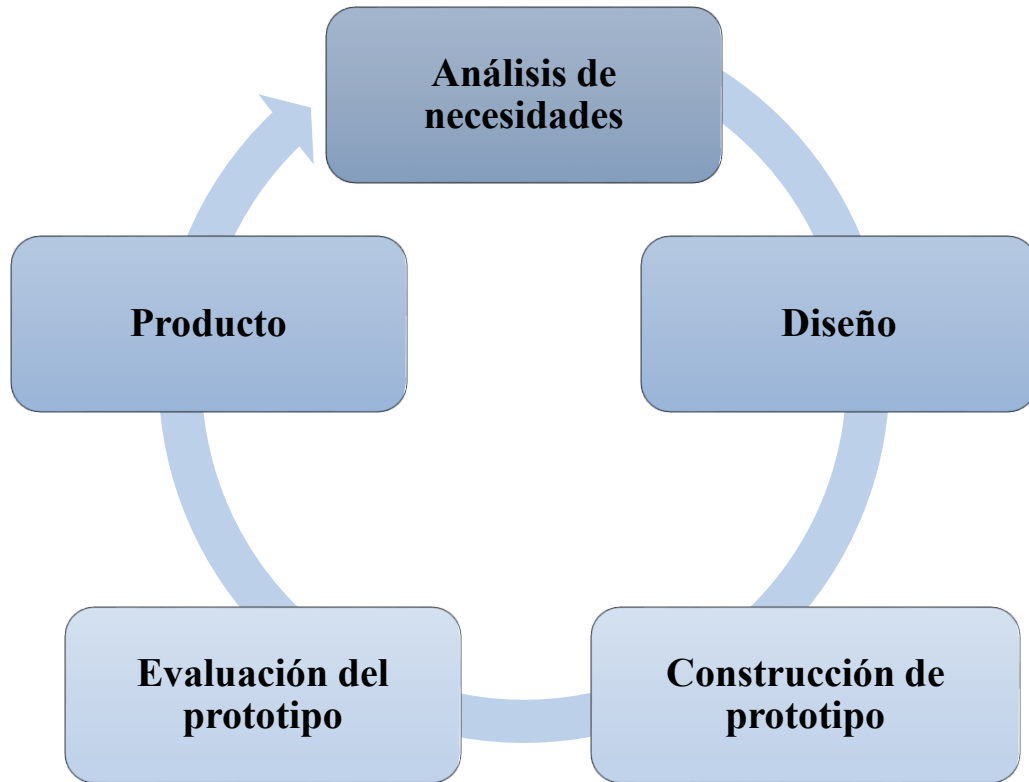 Análisis de
necesidades
Diseño
Construcción de
prototipo
Evaluación del
prototipo
Producto